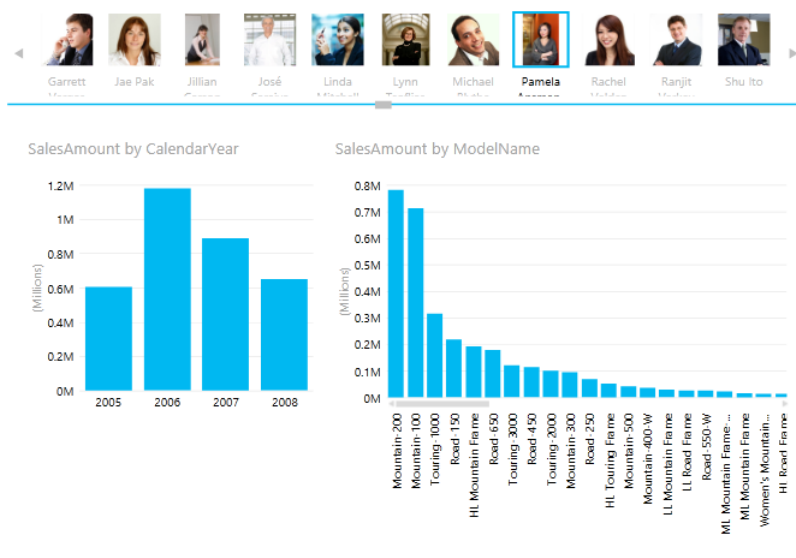 Garrett Jae Pak Jillian José Linda Lynn Michael Pamela Rachel Ranjit Shu Ito
SalesAmount by CalendarYear
1.2M
1M
0.8M
0.6M
0.4M
0.2M
0M
(Millions)
2005 2006 2007 2008
SalesAmount by ModelName
0.8M
0.7M
0.6M
0.5M
0.4M
0.3M
0.2M
0.1M
0M
(Millions)
Mountain-200
Mountain-100
Touring-1000
Road-150
HL Mountain Frame
Road-650
Touring-3000
Road-450
Touring-2000
Mountain-300
Road-250
HL Touring Frame
Mountain-500
Mountain-400-W
LL Mountain Frame
LL Road Frame
Road-550-W
ML Mountain Frame-...
ML Mountain Frame
Women's Mountain...
HL Road Frame